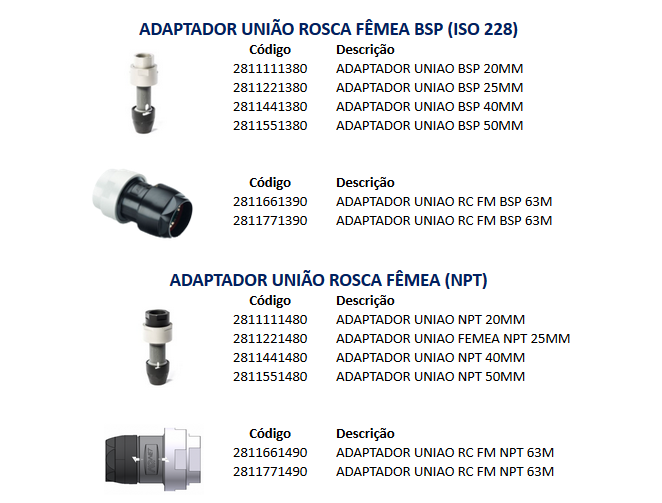 ADAPTADOR UNIÃO ROSCA FÊMEA BSP (ISO 228)
Código Descrição
2811111380 ADAPTADOR UNIAO BSP 20MM
2811221380 ADAPTADOR UNIAO BSP 25MM
2811441380 ADAPTADOR UNIAO BSP 40MM
2811551380 ADAPTADOR UNIAO BSP 50MM
Código Descrição
2811661390 ADAPTADOR UNIAO RC FM BSP 63M
2811771390 ADAPTADOR UNIAO RC FM BSP 63M
ADAPTADOR UNIÃO ROSCA FÊMEA (NPT)
Código Descrição
2811111480 ADAPTADOR UNIAO NPT 20MM
2811221480 ADAPTADOR UNIAO FEMEA NPT 25MM
2811441480 ADAPTADOR UNIAO NPT 40MM
2811551480 ADAPTADOR UNIAO NPT 50MM
Código Descrição
2811661490 ADAPTADOR UNIAO RC FM NPT 63M
2811771490 ADAPTADOR UNIAO RC FM NPT 63M